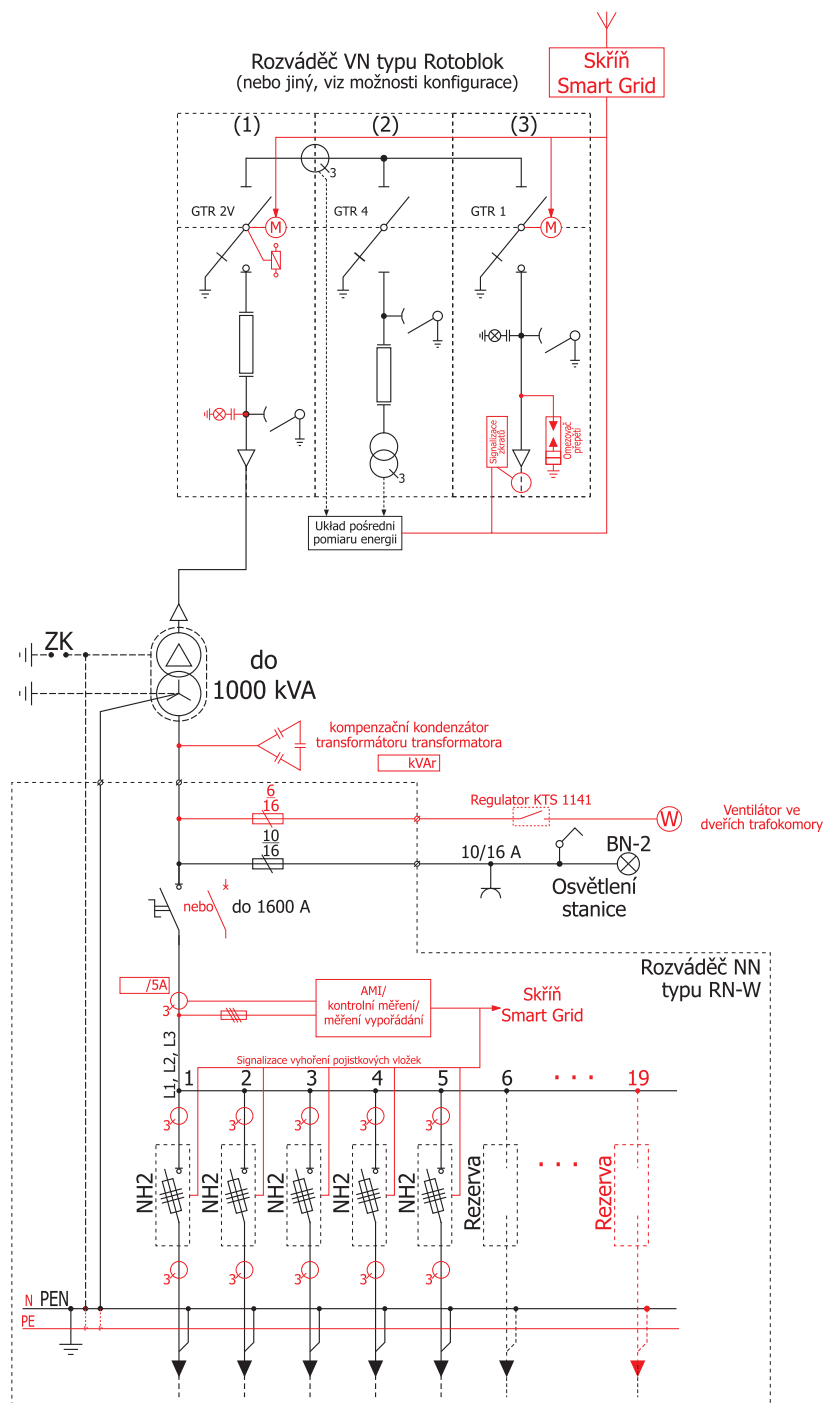 Rozváděč VN typu Rotoblok
(nebo jiný, viz možnosti konfigurace)
Skříň
Smart Grid
(1)
(2)
(3)
3
GTR 2V
M
GTR 4
GTR 1
M
Signalizace
zkratů
Omezovač
přepětí
3
Układ pośredni
pomiaru energii
ZK
do
1000 kVA
kompenzační kondenzátor
transformátoru transformatora
kVAr
6
16
Regulator KTS 1141
W
Ventilátor ve
dveřích trafokomory
10
16
10/16 A
BN-2
Osvětlení
stanice
nebo
do 1600 A
Rozváděč NN
typu RN-W
/5A
3
AMI/
kontrolní měření/
měření vypořádání
Skříň
Smart Grid
L1, L2, L3
Signalizace vyhoření pojistkových vložek
1
2
3
4
5
6
. . .
19
3
3
3
3
3
NH2
NH2
NH2
NH2
NH2
Rezerva
. . .
Rezerva
3
3
3
3
3
N PEN
PE